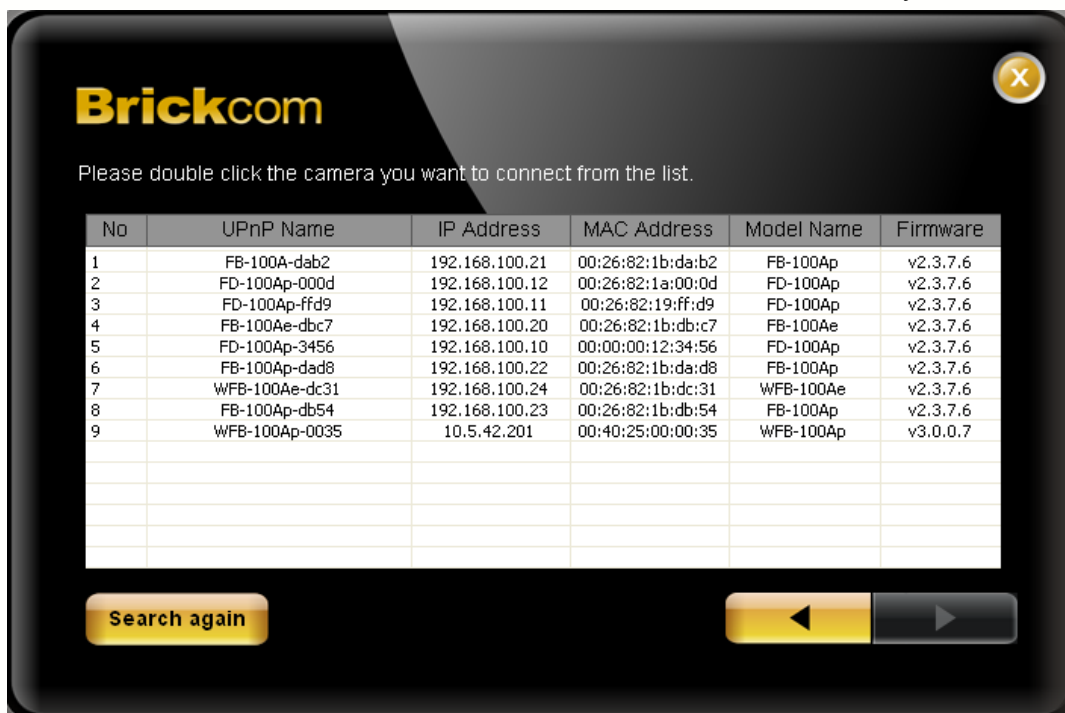 Brickcom
Please double click the camera you want to connect from the list.
No UPnP Name IP Address MAC Address Model Name Firmware
1 FB-100A-dab2 192.168.100.21 00:26:82:1b:da:b2 FB-100Ap v2.3.7.6
2 FD-100Ap-000d 192.168.100.12 00:26:82:1a:00:0d FD-100Ap v2.3.7.6
3 FD-100Ap-ffd9 192.168.100.11 00:26:82:19:ff:d9 FD-100Ap v2.3.7.6
4 FB-100Ae-dbc7 192.168.100.20 00:26:82:1b:db:c7 FB-100Ae v2.3.7.6
5 FD-100Ap-3456 192.168.100.10 00:00:00:12:34:56 FD-100Ap v2.3.7.6
6 FB-100Ap-dad8 192.168.100.22 00:26:82:1b:da:d8 FB-100Ap v2.3.7.6
7 WFB-100Ae-dc31 192.168.100.24 00:26:82:1b:dc:31 WFB-100Ae v2.3.7.6
8 FB-100Ap-db54 192.168.100.23 00:26:82:1b:db:54 FB-100Ap v2.3.7.6
9 WFB-100Ap-0035 10.5.42.201 00:40:25:00:00:35 WFB-100Ap v3.0.0.7
Search again